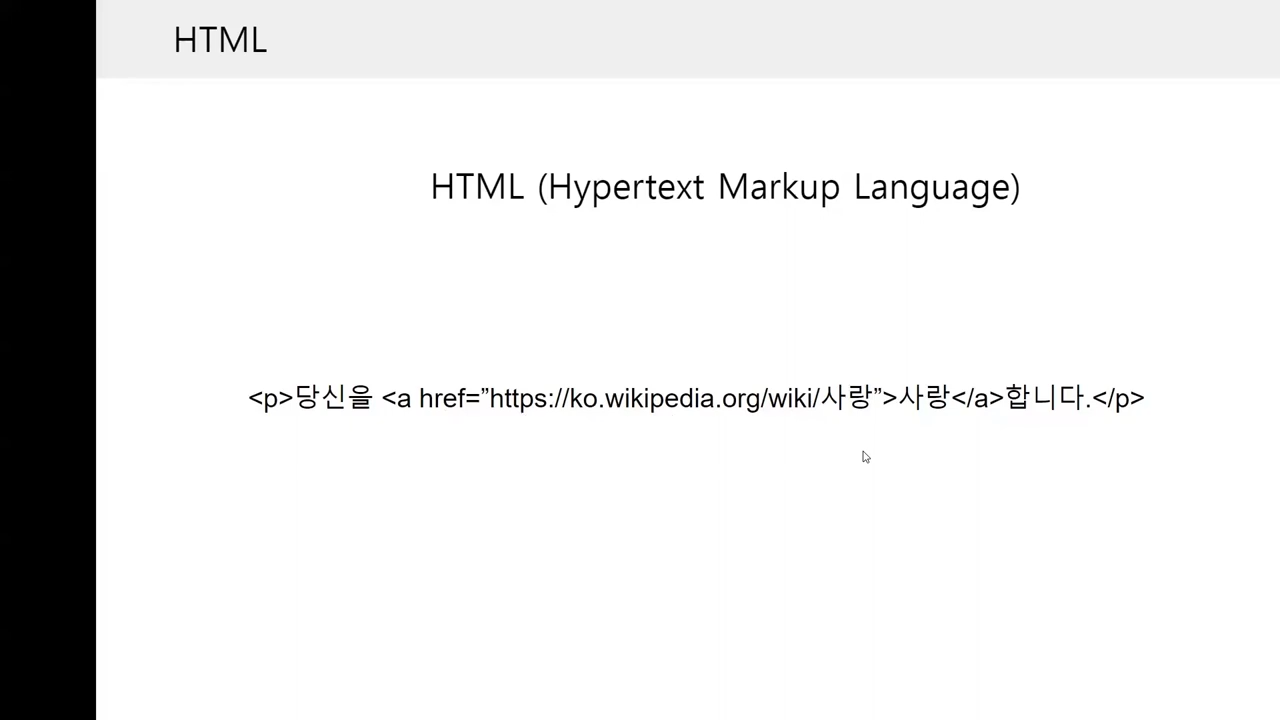 HTML
HTML (Hypertext Markup Language)
<p>당신을 <a href=”https://ko.wikipedia.org/wiki/사랑”>사랑</a>합니다.</p>